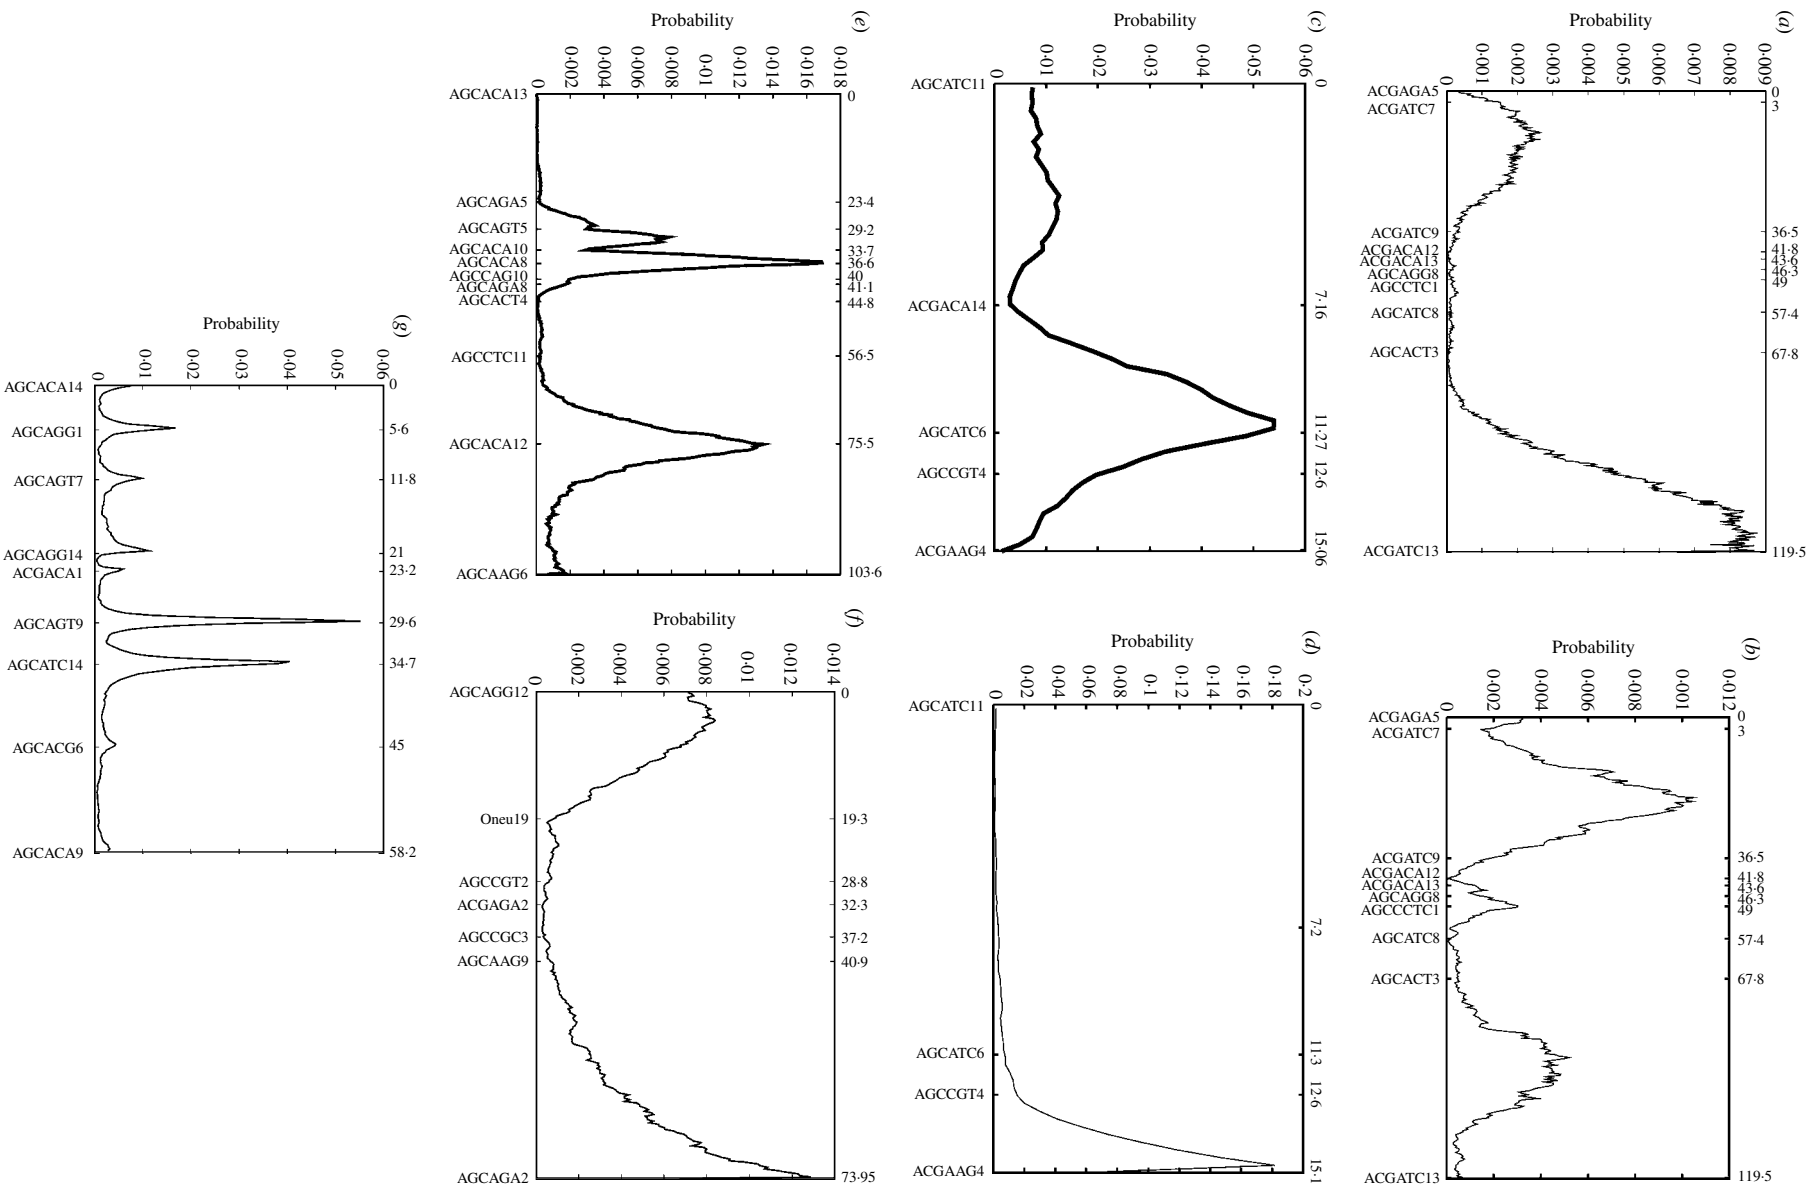 (a)
Probability
0·009
0·008
0·007
0·006
0·005
0·004
0·003
0·002
0·001
0
0
3
36·5
41·8
43·6
46·3
49
57·4
67·8
119·5
ACGAGA5
ACGATC7
ACGATC9
ACGACA12
ACGACA13
AGCAGG8
AGCCTC1
AGCATC8
AGCACT3
ACGATC13
(b)
Probability
0·012
0·001
0·008
0·006
0·004
0·002
0
0
3
36·5
41·8
43·6
46·3
49
57·4
67·8
119·5
ACGAGA5
ACGATC7
ACGATC9
ACGACA12
ACGACA13
AGCAGG8
AGCCCTC1
AGCATC8
AGCACT3
ACGATC13
(c)
Probability
0·06
0·05
0·04
0·03
0·02
0·01
0
0
7·16
11·27
12·6
15·06
AGCATC11
ACGACA14
AGCATC6
AGCCGT4
ACGAAG4
(d)
Probability
0·2
0·18
0·16
0·14
0·12
0·1
0·08
0·06
0·04
0·02
0
0
7·2
11·3
12·6
15·1
AGCATC11
AGCATC6
AGCCGT4
ACGAAG4
(e)
Probability
0·018
0·016
0·014
0·012
0·01
0·008
0·006
0·004
0·002
0
0
23·4
29·2
33·7
36·6
40
41·1
44·8
56·5
75·5
103·6
AGCACA13
AGCAGA5
AGCAGT5
AGCACA10
AGCACA8
AGCCAG10
AGCAGA8
AGCACT4
AGCCTC11
AGCACA12
AGCAAG6
(f)
Probability
0·014
0·012
0·01
0·008
0·006
0·004
0·002
0
0
19·3
28·8
32·3
37·2
40·9
73·95
AGCAGG12
Oneu19
AGCCGT2
ACGAGA2
AGCCGC3
AGCAAG9
AGCAGA2
(g)
Probability
0·06
0·05
0·04
0·03
0·02
0·01
0
0
5·6
11·8
21
23·2
29·6
34·7
45
58·2
AGCACA14
AGCAGG1
AGCAGT7
AGCAGG14
ACGACA1
AGCAGT9
AGCATC14
AGCACG6
AGCACA9